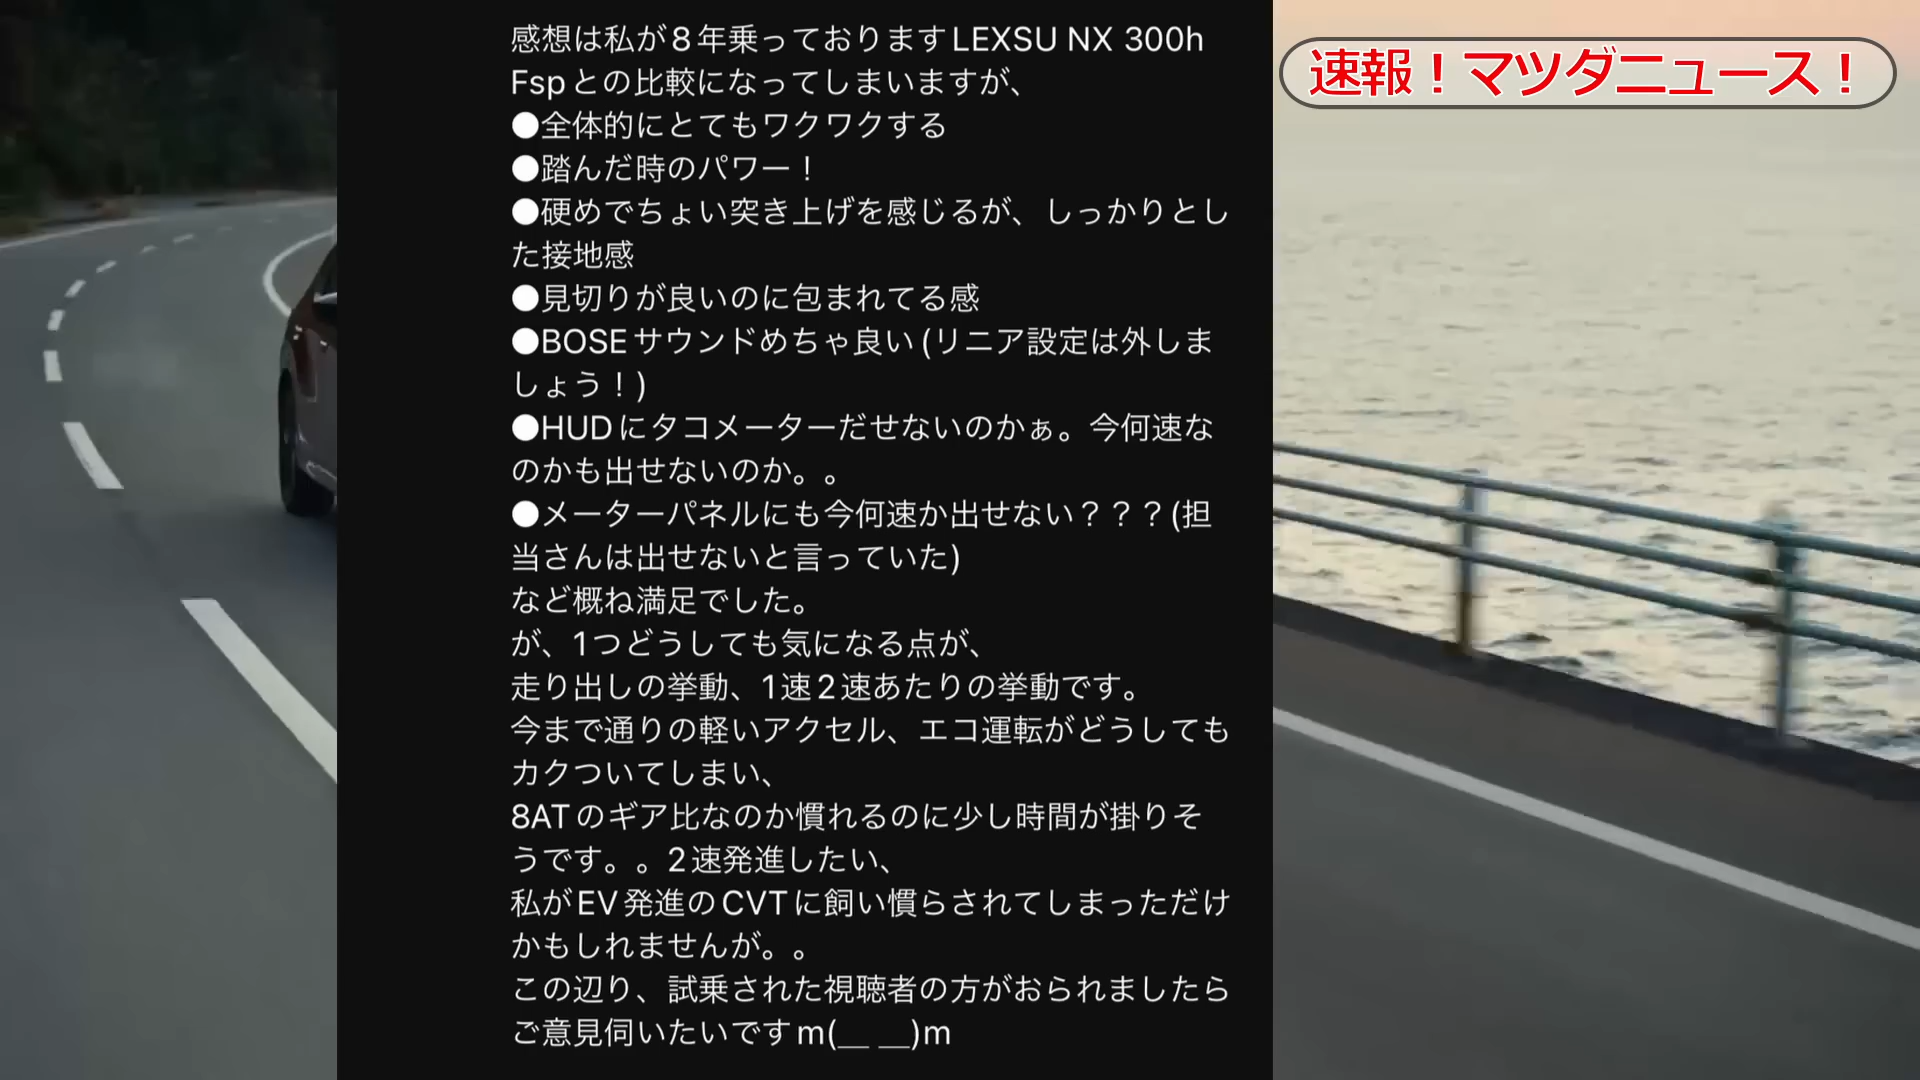 感想は私が8年乗っておりますLEXSU NX 300h
Fspとの比較になってしまいますが、
●全体的にとてもワクワクする
●踏んだ時のパワー！
●硬めでちょい突き上げを感じるが、しっかりとし
た接地感
●見切りが良いのに包まれてる感
●BOSEサウンドめちゃ良い(リニア設定は外しま
しょう！)
●HUDにタコメーターだせないのかぁ。今何速な
のかも出せないのか。。
●メーターパネルにも今何速か出せない？？？(担
当さんは出せないと言っていた)
など概ね満足でした。
が、1つどうしても気になる点が、
走り出しの挙動、1速2速あたりの挙動です。
今まで通りの軽いアクセル、エコ運転がどうしても
カクついてしまい、
8ATのギア比なのか慣れるのに少し時間が掛りそ
うです。。2速発進したい、
私がEV発進のCVTに飼い慣らされてしまっただけ
かもしれませんが。。
この辺り、試乗された視聴者の方がおられましたら
ご意見伺いたいですm(__ __)m
速報！マツダニュース！